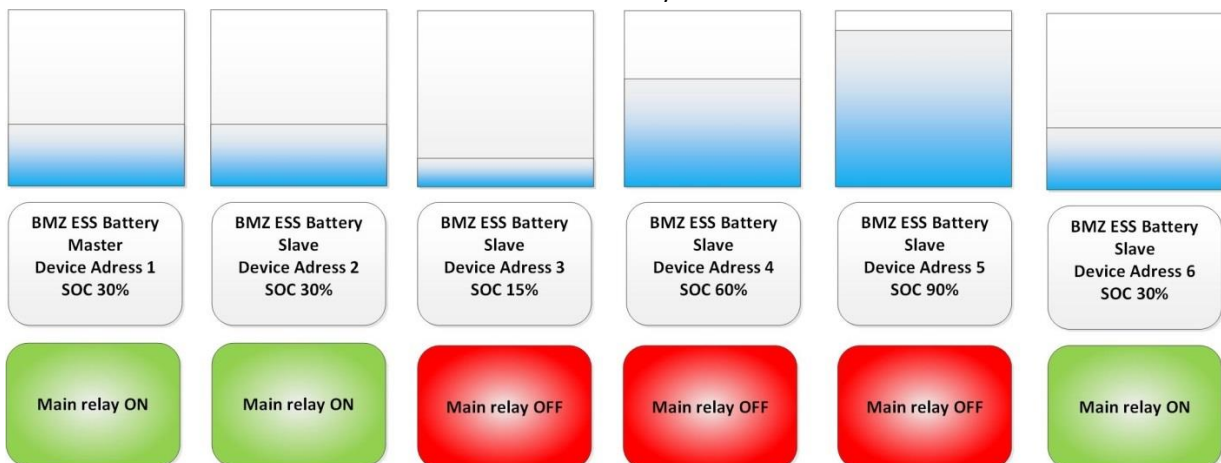 BMZ ESS Battery
Master
Device Adress 1
SOC 30%
BMZ ESS Battery
Slave
Device Adress 2
SOC 30%
BMZ ESS Battery
Slave
Device Adress 3
SOC 15%
BMZ ESS Battery
Slave
Device Adress 4
SOC 60%
BMZ ESS Battery
Slave
Device Adress 5
SOC 90%
BMZ ESS Battery
Slave
Device Adress 6
SOC 30%
Main relay ON
Main relay ON
Main relay OFF
Main relay OFF
Main relay OFF
Main relay ON